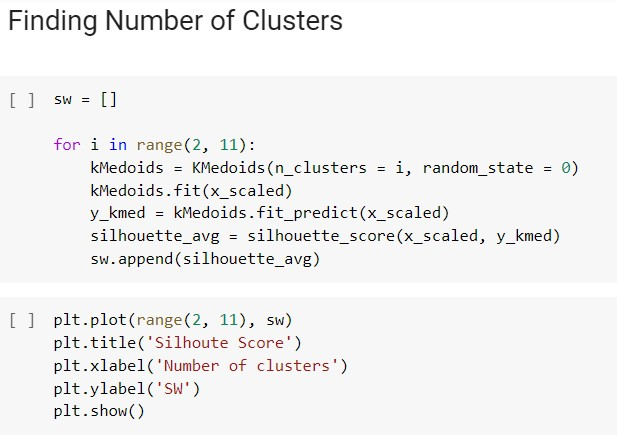 Finding Number of Clusters
[ ] sw = []
for i in range(2, 11):
kMedoids = KMedoids(n_clusters = i, random_state = 0)
kMedoids.fit(x_scaled)
y_kmed = kMedoids.fit_predict(x_scaled)
silhouette_avg = silhouette_score(x_scaled, y_kmed)
sw.append(silhouette_avg)
[ ] plt.plot(range(2, 11), sw)
plt.title('Silhoute Score')
plt.xlabel('Number of clusters')
plt.ylabel('SW')
plt.show()